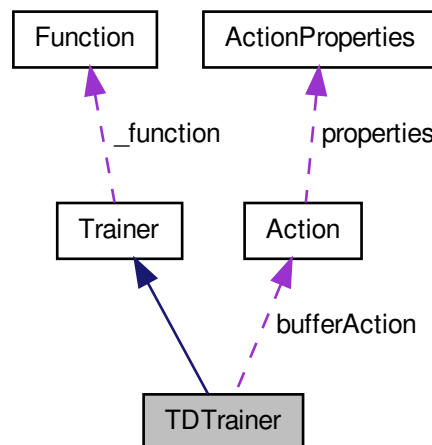 Function
ActionProperties
_function
properties
Trainer
Action
bufferAction
TDTrainer